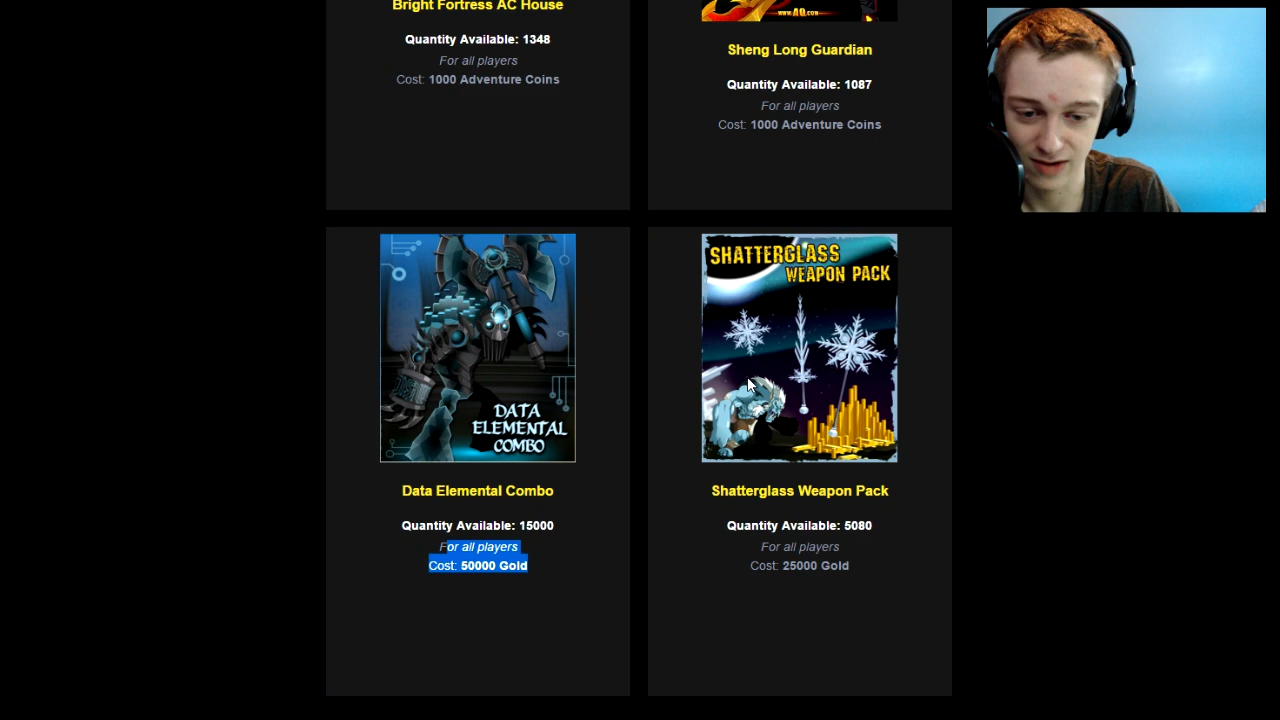 Bright Fortress AC House
Quantity Available: 1348
For all players
Cost: 1000 Adventure Coins
WWW.AQ.COM
Sheng Long Guardian
Quantity Available: 1087
For all players
Cost: 1000 Adventure Coins
DATA
ELEMENTAL
COMBO
Data Elemental Combo
Quantity Available: 15000
For all players
Cost: 50000 Gold
SHATTERGLASS
WEAPON PACK
Shatterglass Weapon Pack
Quantity Available: 5080
For all players
Cost: 25000 Gold